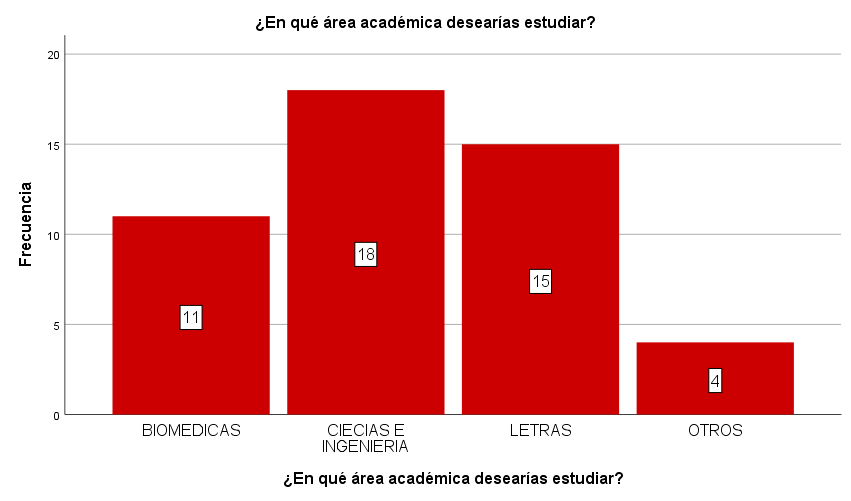 ¿En qué área académica desearías estudiar?
20
15
10
5
0
Frecuencia
11
18
15
4
BIOMEDICAS
CIECIAS E
INGENIERIA
LETRAS
OTROS
¿En qué área académica desearías estudiar?